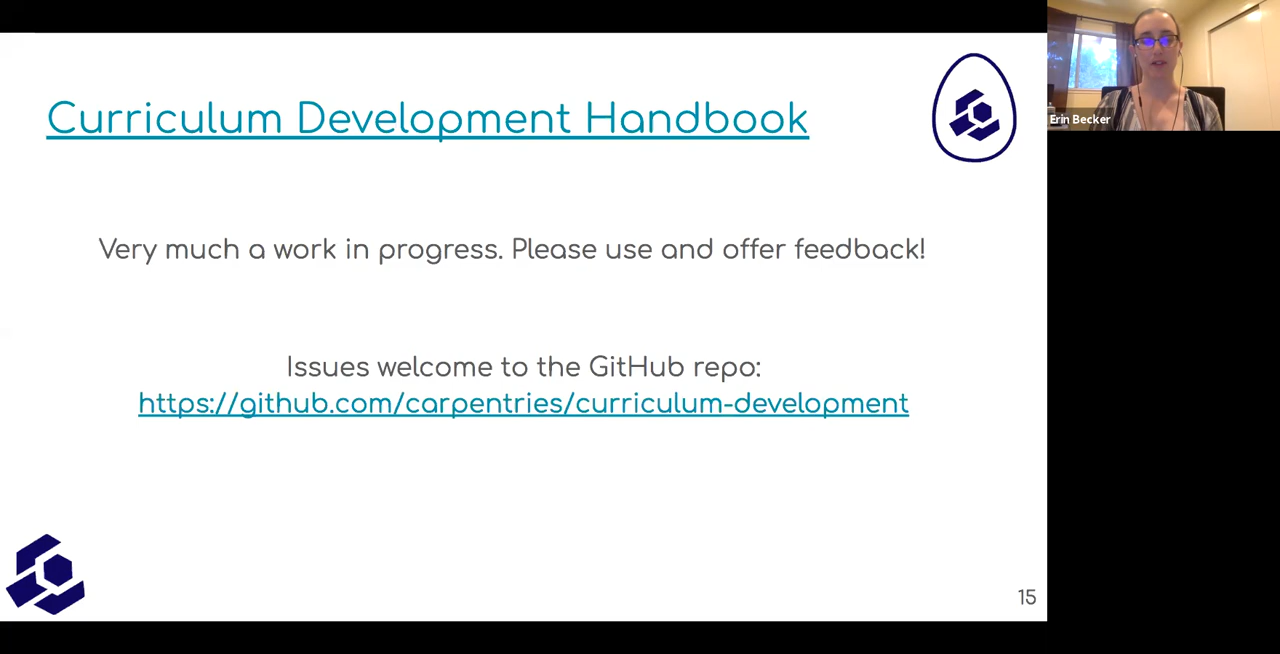 Curriculum Development Handbook
Erin Becker
Very much a work in progress. Please use and offer feedback!
Issues welcome to the GitHub repo:
https://github.com/carpentries/curriculum-development
15